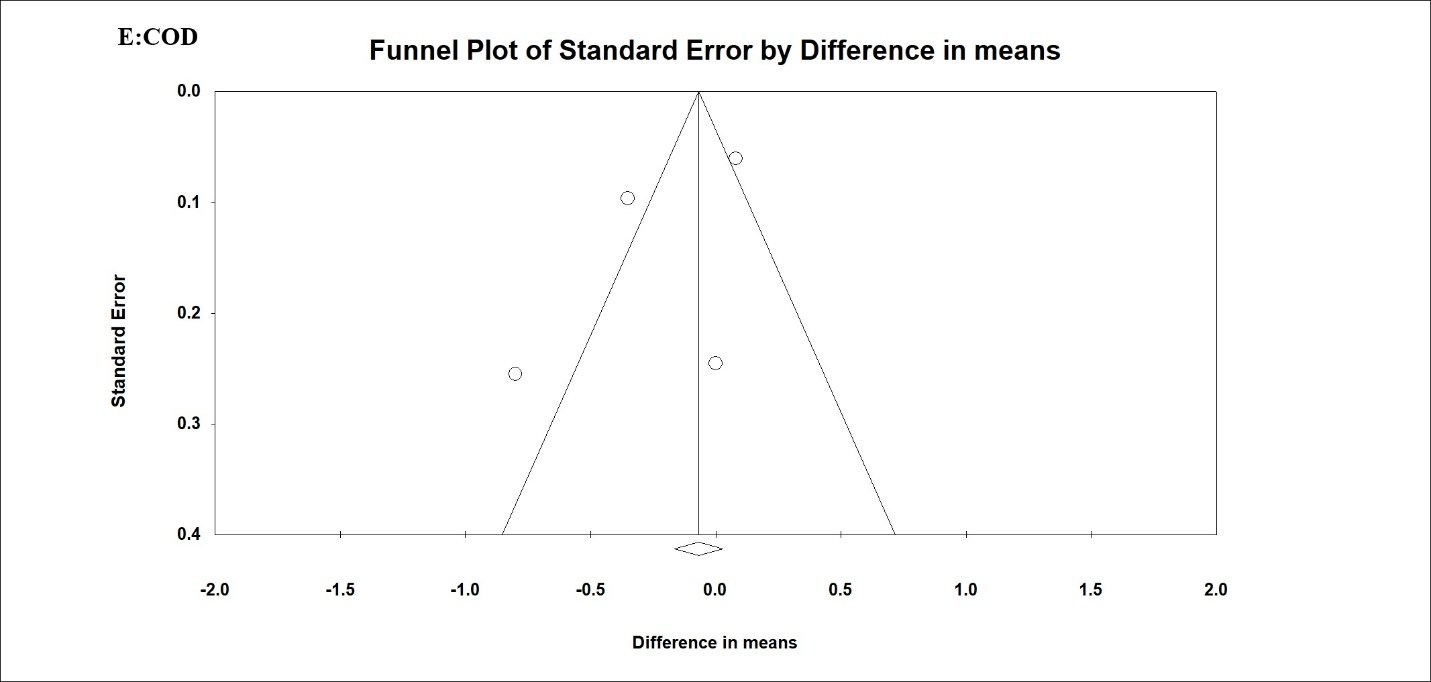 E:COD
Funnel Plot of Standard Error by Difference in means
0.0
0.1
0.2
0.3
0.4
Standard Error
-2.0 -1.5 -1.0 -0.5 0.0 0.5 1.0 1.5 2.0
Difference in means